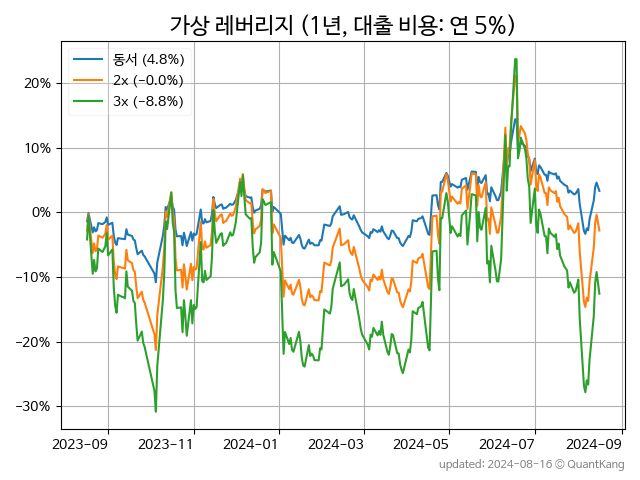 가상 레버리지 (1년, 대출 비용: 연 5%)
동서 (4.8%)
2x (-0.0%)
3x (-8.8%)
20%
10%
0%
−10%
−20%
−30%
2023-09 2023-11 2024-01 2024-03 2024-05 2024-07 2024-09
updated: 2024-08-16 © QuantKang